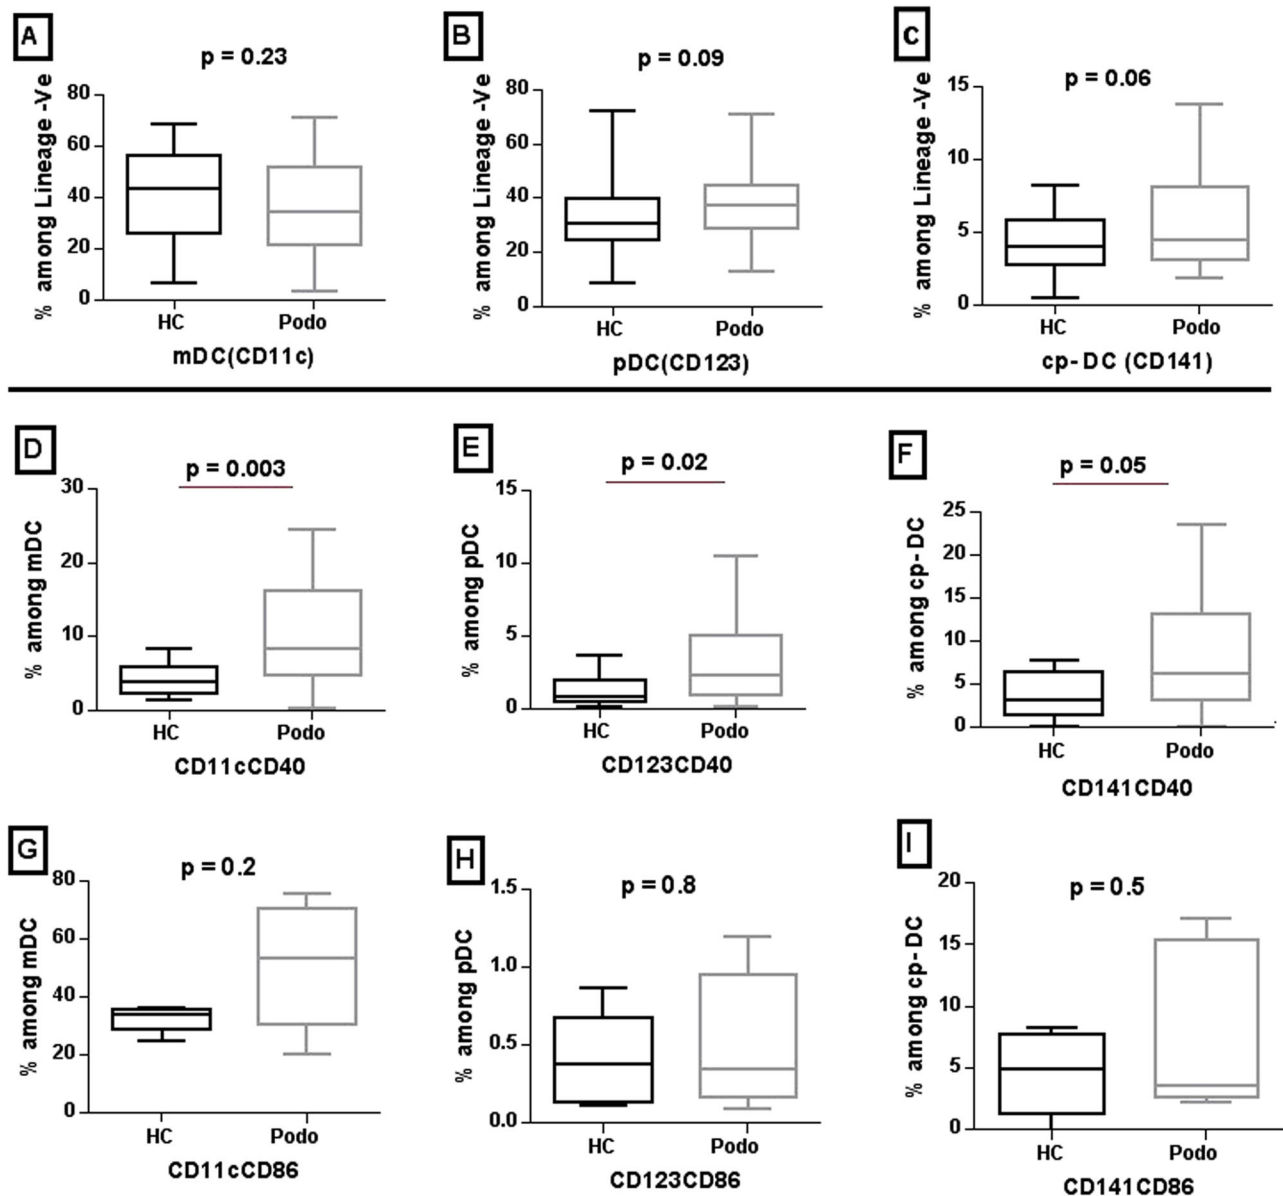 A
p = 0.23
% among Lineage -Ve
80
60
40
20
0
HC
Podo
mDC(CD11c)
B
p = 0.09
% among Lineage -Ve
80
60
40
20
0
HC
Podo
pDC(CD123)
C
p = 0.06
% among Lineage -Ve
15
10
5
0
HC
Podo
cp-DC (CD141)
D
p = 0.003
% among mDC
30
20
10
0
HC
Podo
CD11cCD40
E
p = 0.02
% among pDC
15
10
5
0
HC
Podo
CD123CD40
F
p = 0.05
% among cp-DC
25
20
15
10
5
0
HC
Podo
CD141CD40
G
p = 0.2
% among mDC
80
60
40
20
0
HC
Podo
CD11cCD86
H
p = 0.8
% among pDC
1.5
1.0
0.5
0.0
HC
Podo
CD123CD86
I
p = 0.5
% among cp-DC
20
15
10
5
0
HC
Podo
CD141CD86